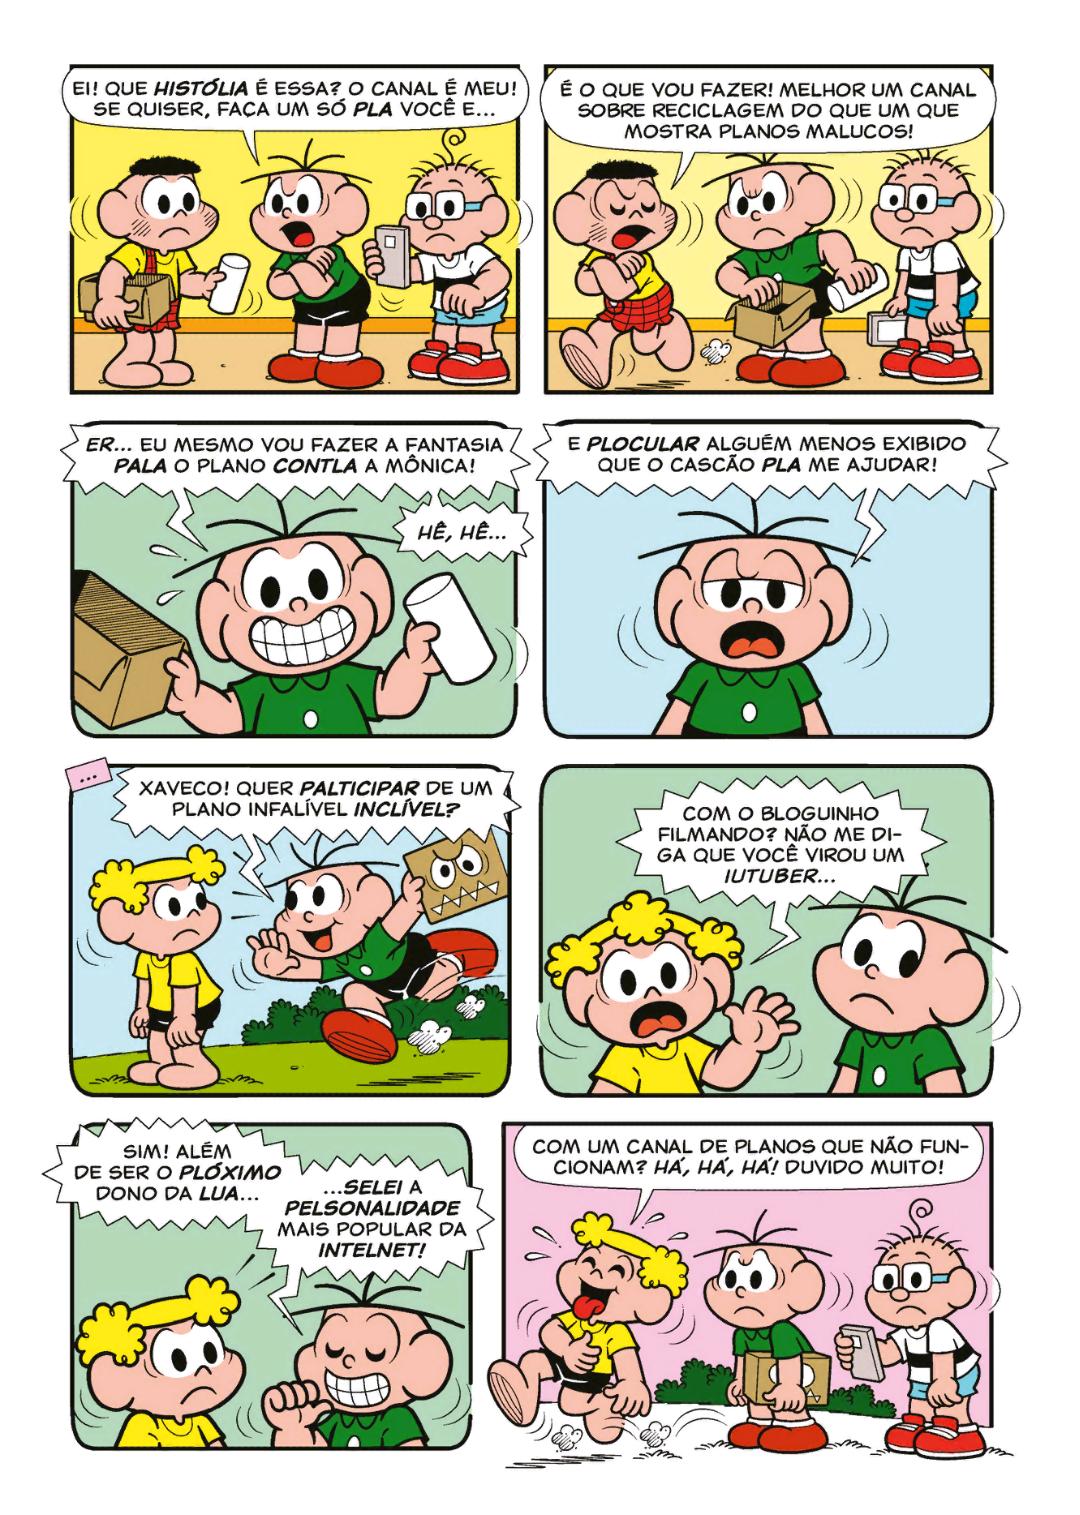 EI! QUE HISTÓLIA É ESSA? O CANAL É MEU!
SE QUISER, FAÇA UM SÓ PLA VOCÊ E...
É O QUE VOU FAZER! MELHOR UM CANAL
SOBRE RECICLAGEM DO QUE UM QUE
MOSTRA PLANOS MALUCOS!
ER... EU MESMO VOU FAZER A FANTASIA
PALA O PLANO CONTLA A MÔNICA!
HÊ, HÊ...
E PLOCULAR ALGUÉM MENOS EXIBIDO
QUE O CASCÃO PLA ME AJUDAR!
...
XAVECO! QUER PALTICIPAR DE UM
PLANO INFALÍVEL INCLÍVEL?
COM O BLOGUINHO
FILMANDO? NÃO ME DI-
GA QUE VOCÊ VIROU UM
IUTUBER...
SIM! ALÉM
DE SER O PLÓXIMO
DONO DA LUA...
...SELEI A
PELSONALIDADE
MAIS POPULAR DA
INTELNET!
COM UM CANAL DE PLANOS QUE NÃO FUN-
CIONAM? HÁ, HÁ, HÁ! DUVIDO MUITO!